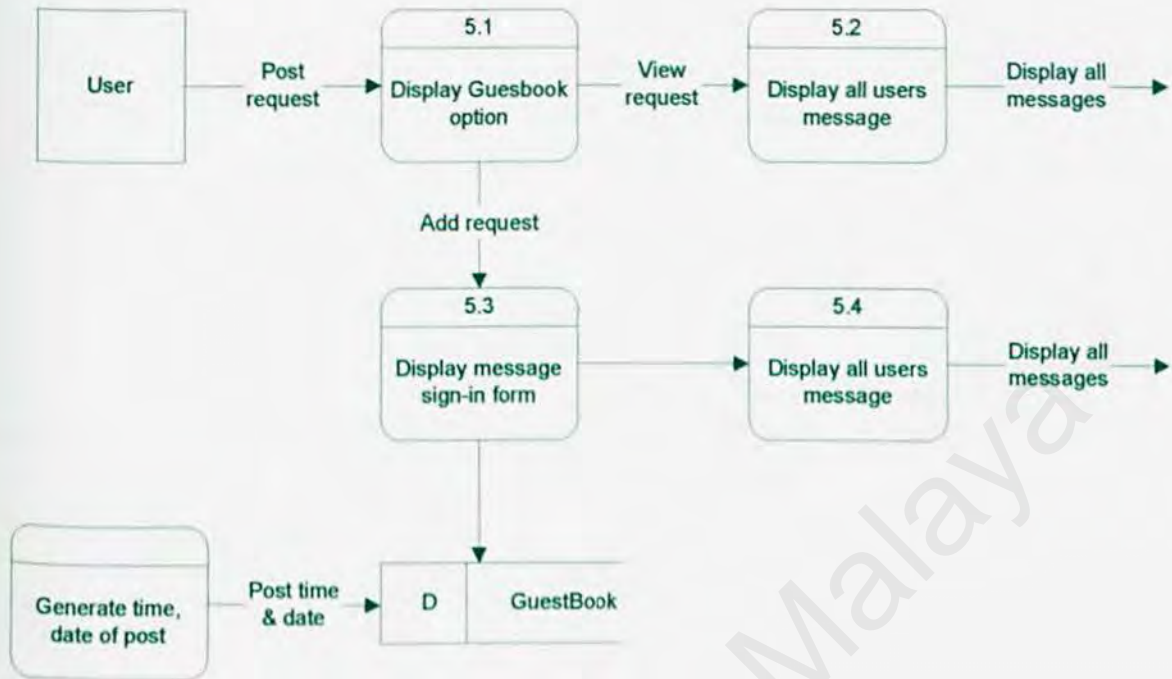 5.1
5.2
User
Post
request
Display Guesbook
option
View
request
Display all users
message
Display all
messages
Add request
5.3
5.4
Display message
sign-in form
Display all users
message
Display all
messages
Generate time,
date of post
Post time
& date
D
GuestBook
Malaya